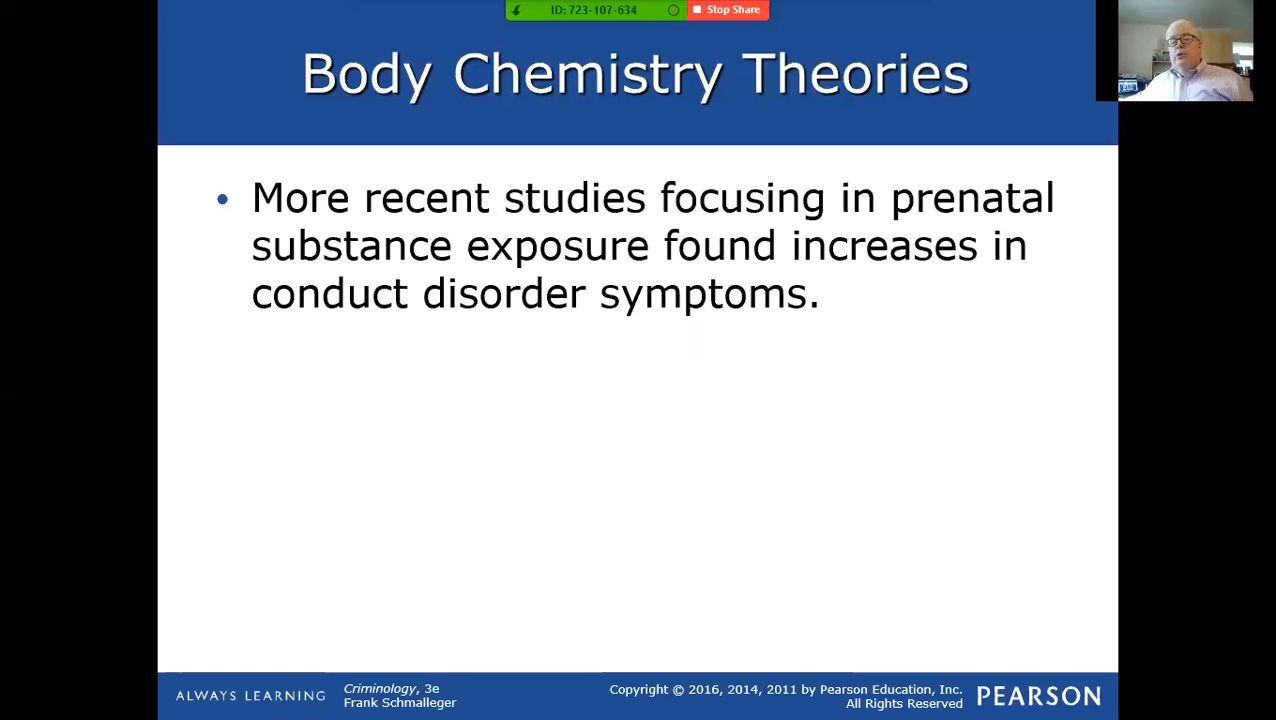 ID: 723-107-634
Stop Share
Body Chemistry Theories
• More recent studies focusing in prenatal
substance exposure found increases in
conduct disorder symptoms.
ALWAYS LEARNING
Criminology, 3e
Frank Schmalleger
Copyright © 2016, 2014, 2011 by Pearson Education, Inc.
All Rights Reserved
PEARSON